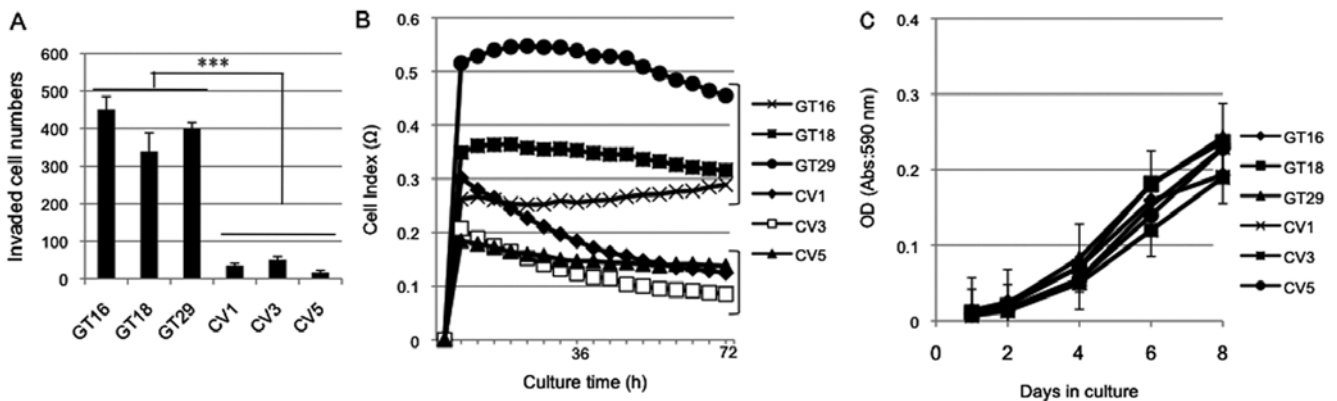 A
Invaded cell numbers
600
500
400
300
200
100
0
***
GT16
GT18
GT29
CV1
CV3
CV5
B
Cell Index (Ω)
0.6
0.5
0.4
0.3
0.2
0.1
0
36
72
Culture time (h)
GT16
GT18
GT29
CV1
CV3
CV5
C
OD (Abs:590 nm)
0.4
0.3
0.2
0.1
0
0 2 4 6 8
Days in culture
GT16
GT18
GT29
CV1
CV3
CV5